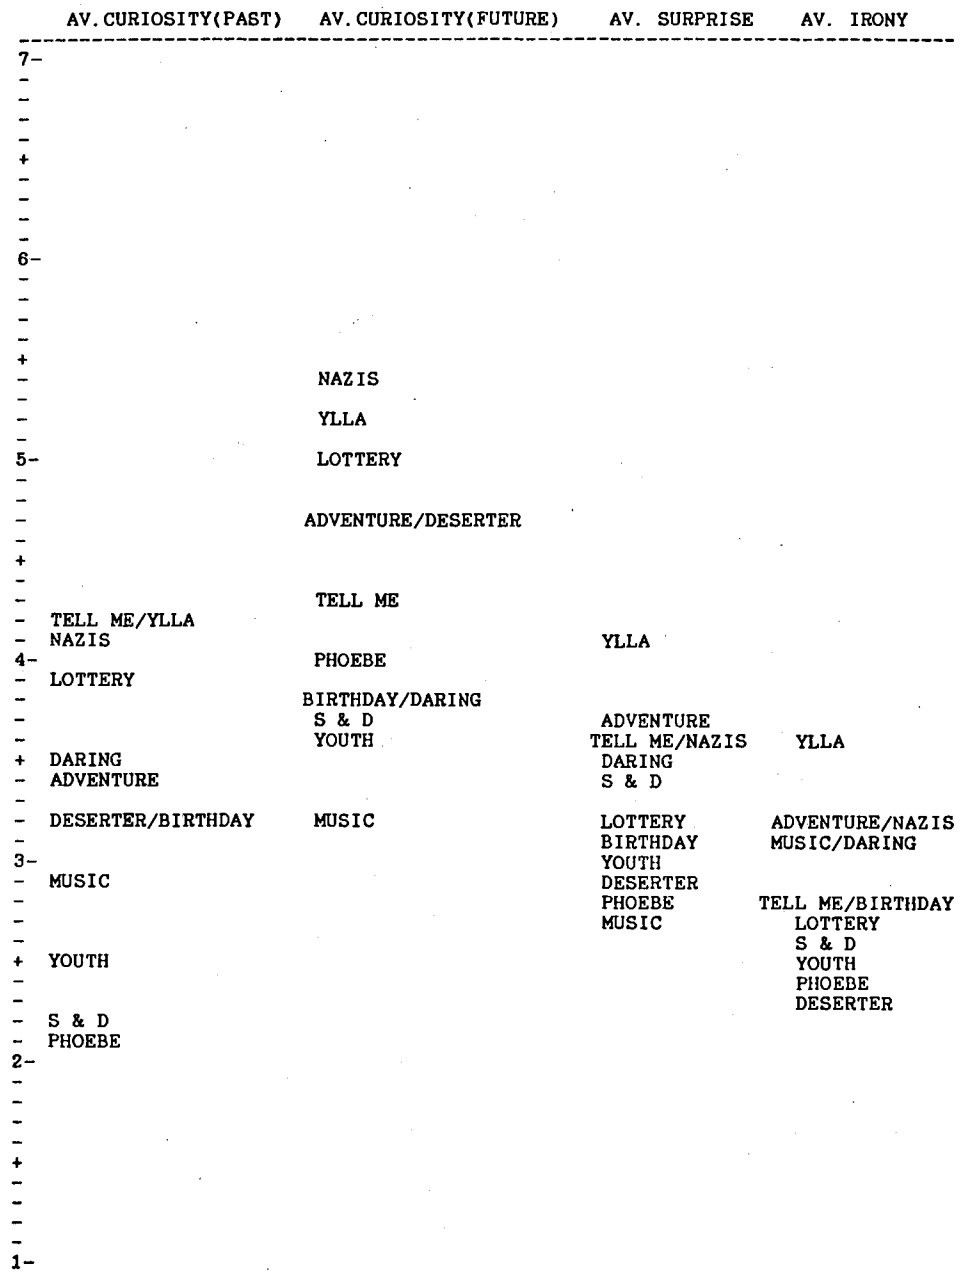 AV.CURIOSITY(PAST) AV.CURIOSITY(FUTURE) AV. SURPRISE AV. IRONY
--------------------------------------------------------------------------------
7-
-
-
-
-
+
-
-
-
-
6-
-
-
-
-
+
- NAZIS
-
- YLLA
-
5- LOTTERY
-
-
- ADVENTURE/DESERTER
-
+
-
- TELL ME
- TELL ME/YLLA
- NAZIS YLLA
4- PHOEBE
- LOTTERY
- BIRTHDAY/DARING
- S & D ADVENTURE
- YOUTH TELL ME/NAZIS YLLA
+ DARING DARING
- ADVENTURE S & D
-
- DESERTER/BIRTHDAY MUSIC LOTTERY ADVENTURE/NAZIS
- BIRTHDAY MUSIC/DARING
3- YOUTH
- MUSIC DESERTER
- PHOEBE TELL ME/BIRTHDAY
- MUSIC LOTTERY
- S & D
+ YOUTH YOUTH
- PHOEBE
- DESERTER
- S & D
- PHOEBE
2-
-
-
-
-
+
-
-
-
-
1-